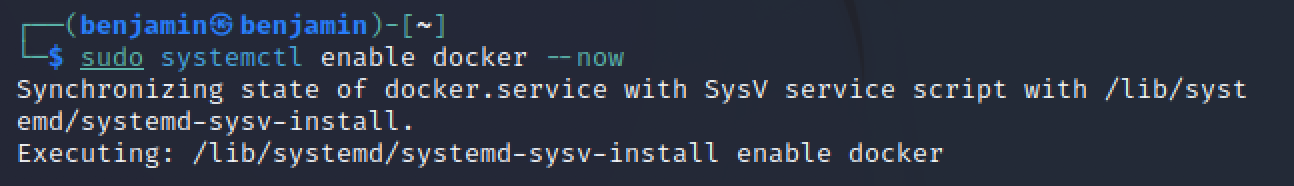 ┌──(benjamin㉿benjamin)-[~]
└─$ sudo systemctl enable docker --now
Synchronizing state of docker.service with SysV service script with /lib/syst
emd/systemd-sysv-install.
Executing: /lib/systemd/systemd-sysv-install enable docker